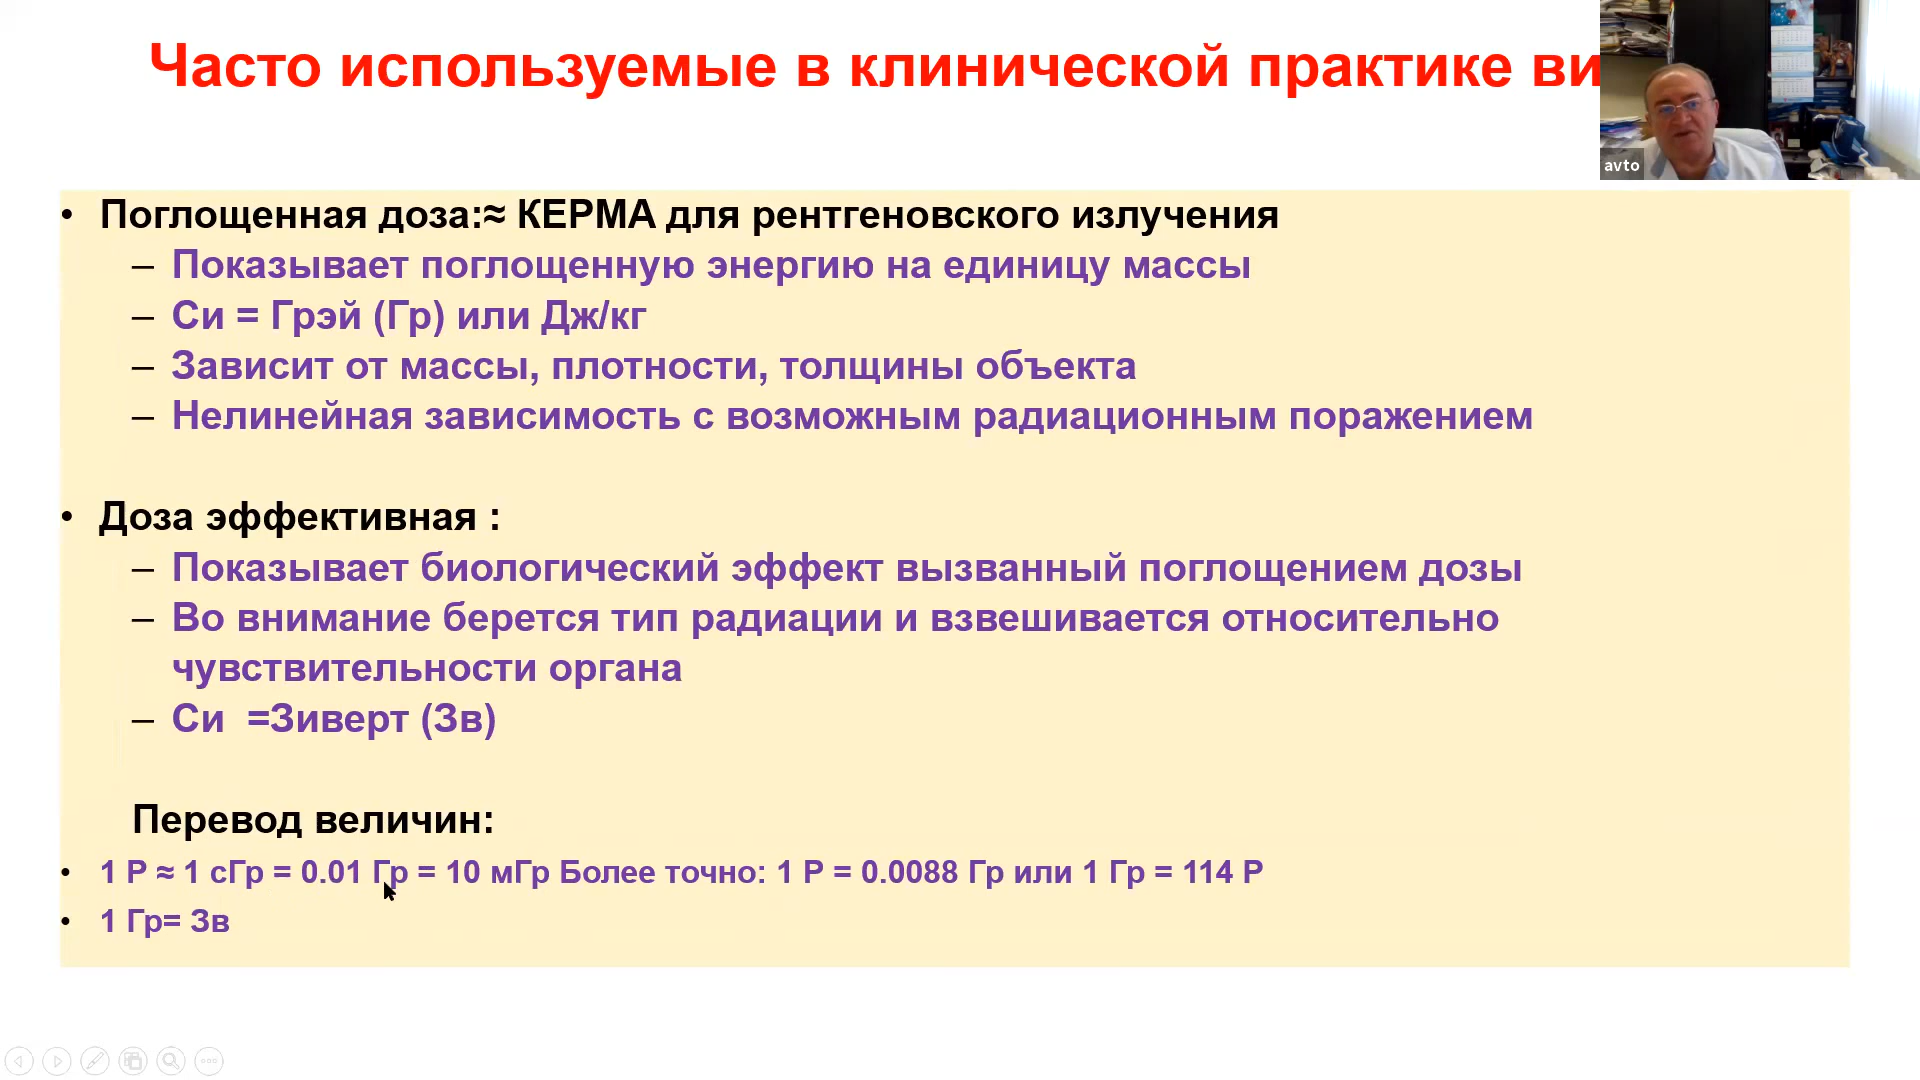 Часто используемые в клинической практике ви
avto
• Поглощенная доза:≈ КЕРМА для рентгеновского излучения
– Показывает поглощенную энергию на единицу массы
– Си = Грэй (Гр) или Дж/кг
– Зависит от массы, плотности, толщины объекта
– Нелинейная зависимость с возможным радиационным поражением
• Доза эффективная :
– Показывает биологический эффект вызванный поглощением дозы
– Во внимание берется тип радиации и взвешивается относительно
чувствительности органа
– Си =Зиверт (Зв)
Перевод величин:
• 1 Р ≈ 1 сГр = 0.01 Гр = 10 мГр Более точно: 1 Р = 0.0088 Гр или 1 Гр = 114 Р
• 1 Гр= Зв